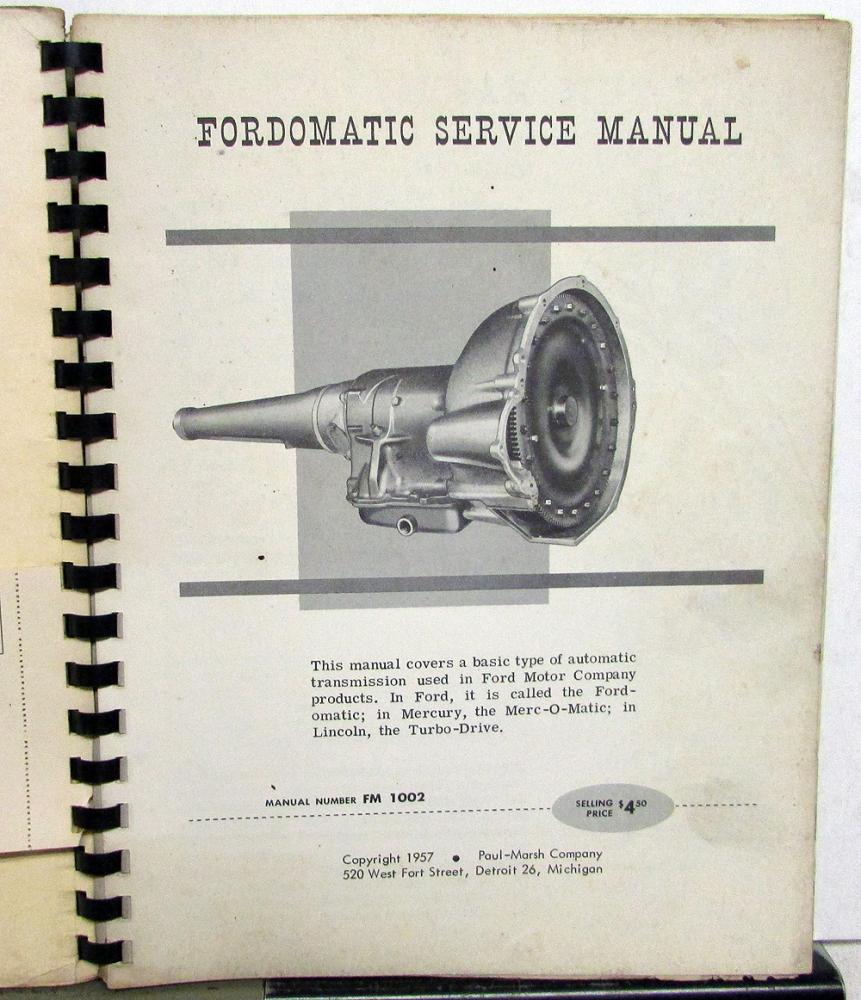 FORDOMATIC SERVICE MANUAL
This manual covers a basic type of automatic
transmission used in Ford Motor Company
products. In Ford, it is called the Ford-
omatic; in Mercury, the Merc-O-Matic; in
Lincoln, the Turbo-Drive.
MANUAL NUMBER FM 1002
SELLING PRICE $4.50
Copyright 1957 • Paul-Marsh Company
520 West Fort Street, Detroit 26, Michigan